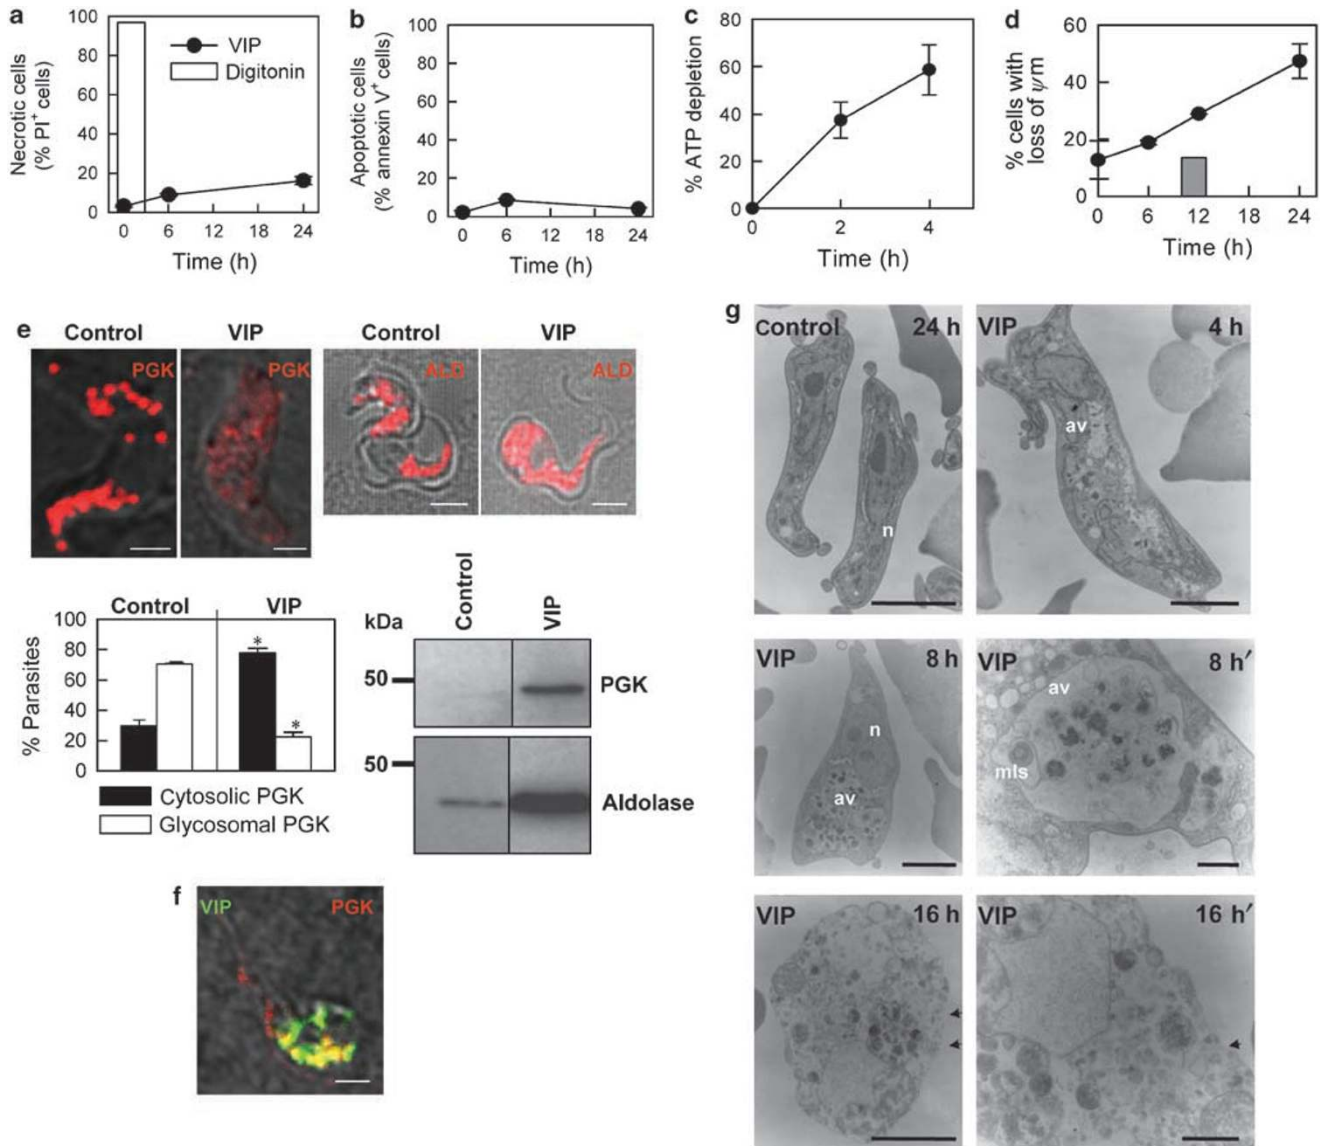 a
Necrotic cells
(% PI+ cells)
100
80
60
40
20
0
VIP
Digitonin
0 6 12 18 24
Time (h)
b
Apoptotic cells
(% annexin V+ cells)
100
80
60
40
20
0
0 6 12 18 24
Time (h)
c
% ATP depletion
80
60
40
20
0
0 2 4
Time (h)
d
% cells with
loss of ψm
60
40
20
0
0 6 12 18 24
Time (h)
e
Control VIP Control VIP
PGK PGK ALD ALD
Control VIP
% Parasites
100
80
60
40
20
0
* *
Cytosolic PGK
Glycosomal PGK
kDa Control VIP
50 PGK
50
Aldolase
f
VIP PGK
g
Control 24 h
n
VIP 4 h
av
VIP 8 h
n
av
VIP 8 h′
av
mls
VIP 16 h
VIP 16 h′